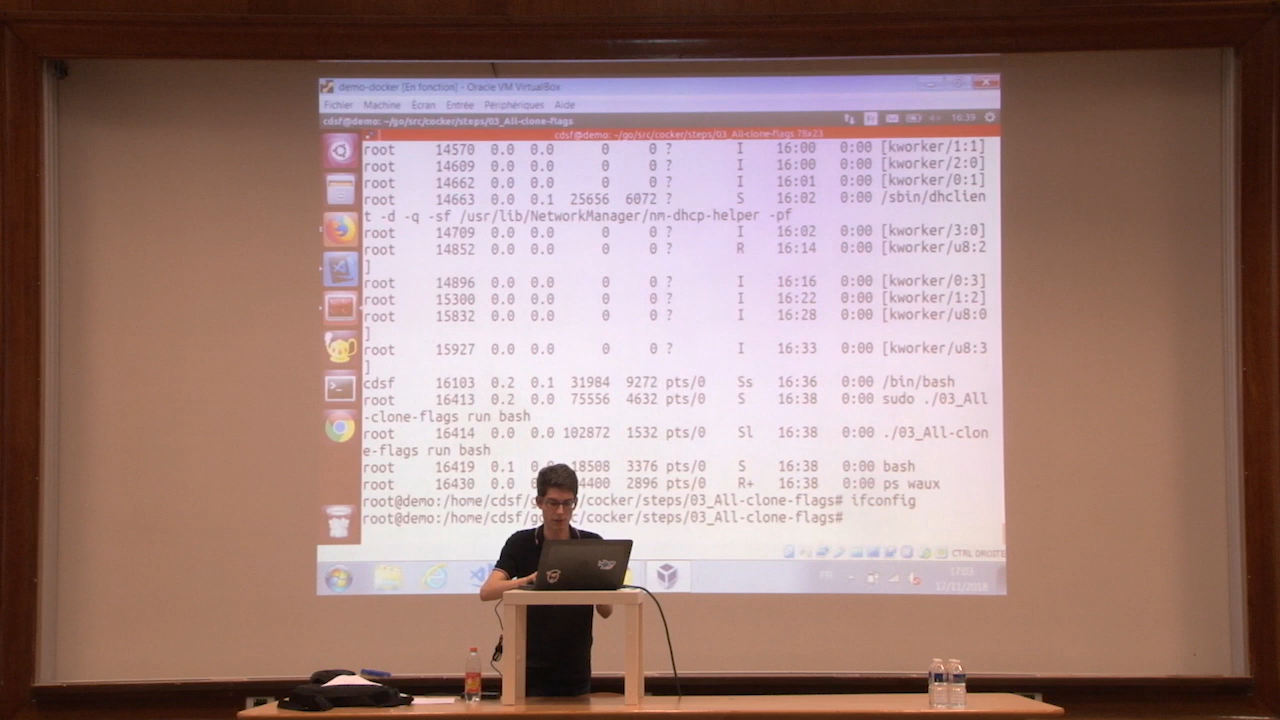 demo-docker [En fonction] - Oracle VM VirtualBox
Fichier Machine Écran Entrée Périphériques Aide
cdsf@demo: ~/go/src/cocker/steps/03_All-clone-flags Fr 16:39
cdsf@demo: ~/go/src/cocker/steps/03_All-clone-flags 78x23
root 14570 0.0 0.0 0 0 ? I 16:00 0:00 [kworker/1:1]
root 14609 0.0 0.0 0 0 ? I 16:00 0:00 [kworker/2:0]
root 14662 0.0 0.0 0 0 ? I 16:01 0:00 [kworker/0:1]
root 14663 0.0 0.1 25656 6072 ? S 16:02 0:00 /sbin/dhclien
t -d -q -sf /usr/lib/NetworkManager/nm-dhcp-helper -pf
root 14709 0.0 0.0 0 0 ? I 16:02 0:00 [kworker/3:0]
root 14852 0.0 0.0 0 0 ? R 16:14 0:00 [kworker/u8:2
]
root 14896 0.0 0.0 0 0 ? I 16:16 0:00 [kworker/0:3]
root 15300 0.0 0.0 0 0 ? I 16:22 0:00 [kworker/1:2]
root 15832 0.0 0.0 0 0 ? I 16:28 0:00 [kworker/u8:0
]
root 15927 0.0 0.0 0 0 ? I 16:33 0:00 [kworker/u8:3
]
cdsf 16103 0.2 0.1 31984 9272 pts/0 Ss 16:36 0:00 /bin/bash
root 16413 0.2 0.0 75556 4632 pts/0 S 16:38 0:00 sudo ./03_All
-clone-flags run bash
root 16414 0.0 0.0 102872 1532 pts/0 Sl 16:38 0:00 ./03_All-clon
e-flags run bash
root 16419 0.1 18508 3376 pts/0 S 16:38 0:00 bash
root 16430 0.0 2896 pts/0 R+ 16:38 0:00 ps waux
root@demo:/home/cdsf/go/src/cocker/steps/03_All-clone-flags# ifconfig
root@demo:/home/cdsf/go/src/cocker/steps/03_All-clone-flags#
CTRL DROITE
FR 17:03
17/11/2018